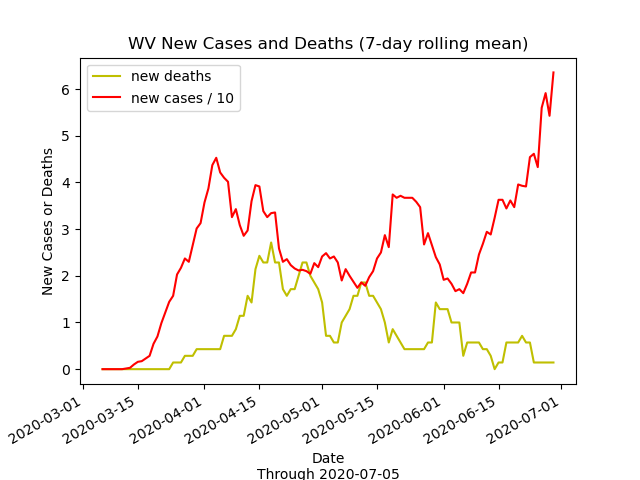 WV New Cases and Deaths (7-day rolling mean)
new deaths
new cases / 10
New Cases or Deaths
6
5
4
3
2
1
0
2020-03-01
2020-03-15
2020-04-01
2020-04-15
2020-05-01
2020-05-15
2020-06-01
2020-06-15
2020-07-01
Date
Through 2020-07-05